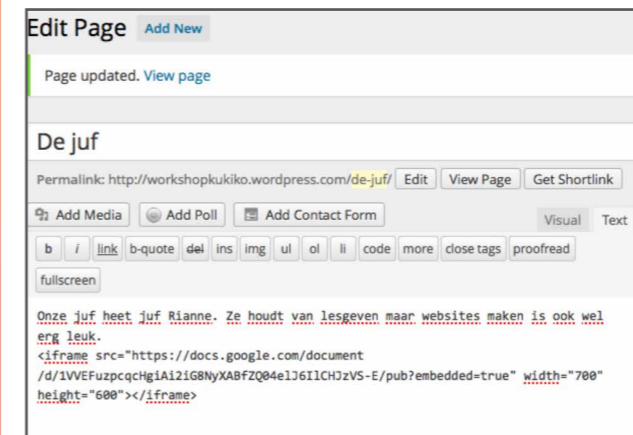 Edit Page Add New
Page updated. View page
De juf
Permalink: http://workshopkukiko.wordpress.com/de-juf/ Edit View Page Get Shortlink
Add Media Add Poll Add Contact Form Visual Text
b i link b-quote del ins img ul ol li code more close tags proofread
fullscreen
Onze juf heet juf Rianne. Ze houdt van lesgeven maar websites maken is ook wel
erg leuk.
<iframe src="https://docs.google.com/document
/d/1VVEFuzpcqcHgiAi2iG8NyXABfZQ04elJ6IlCHJzVS-E/pub?embedded=true" width="700"
height="600"></iframe>